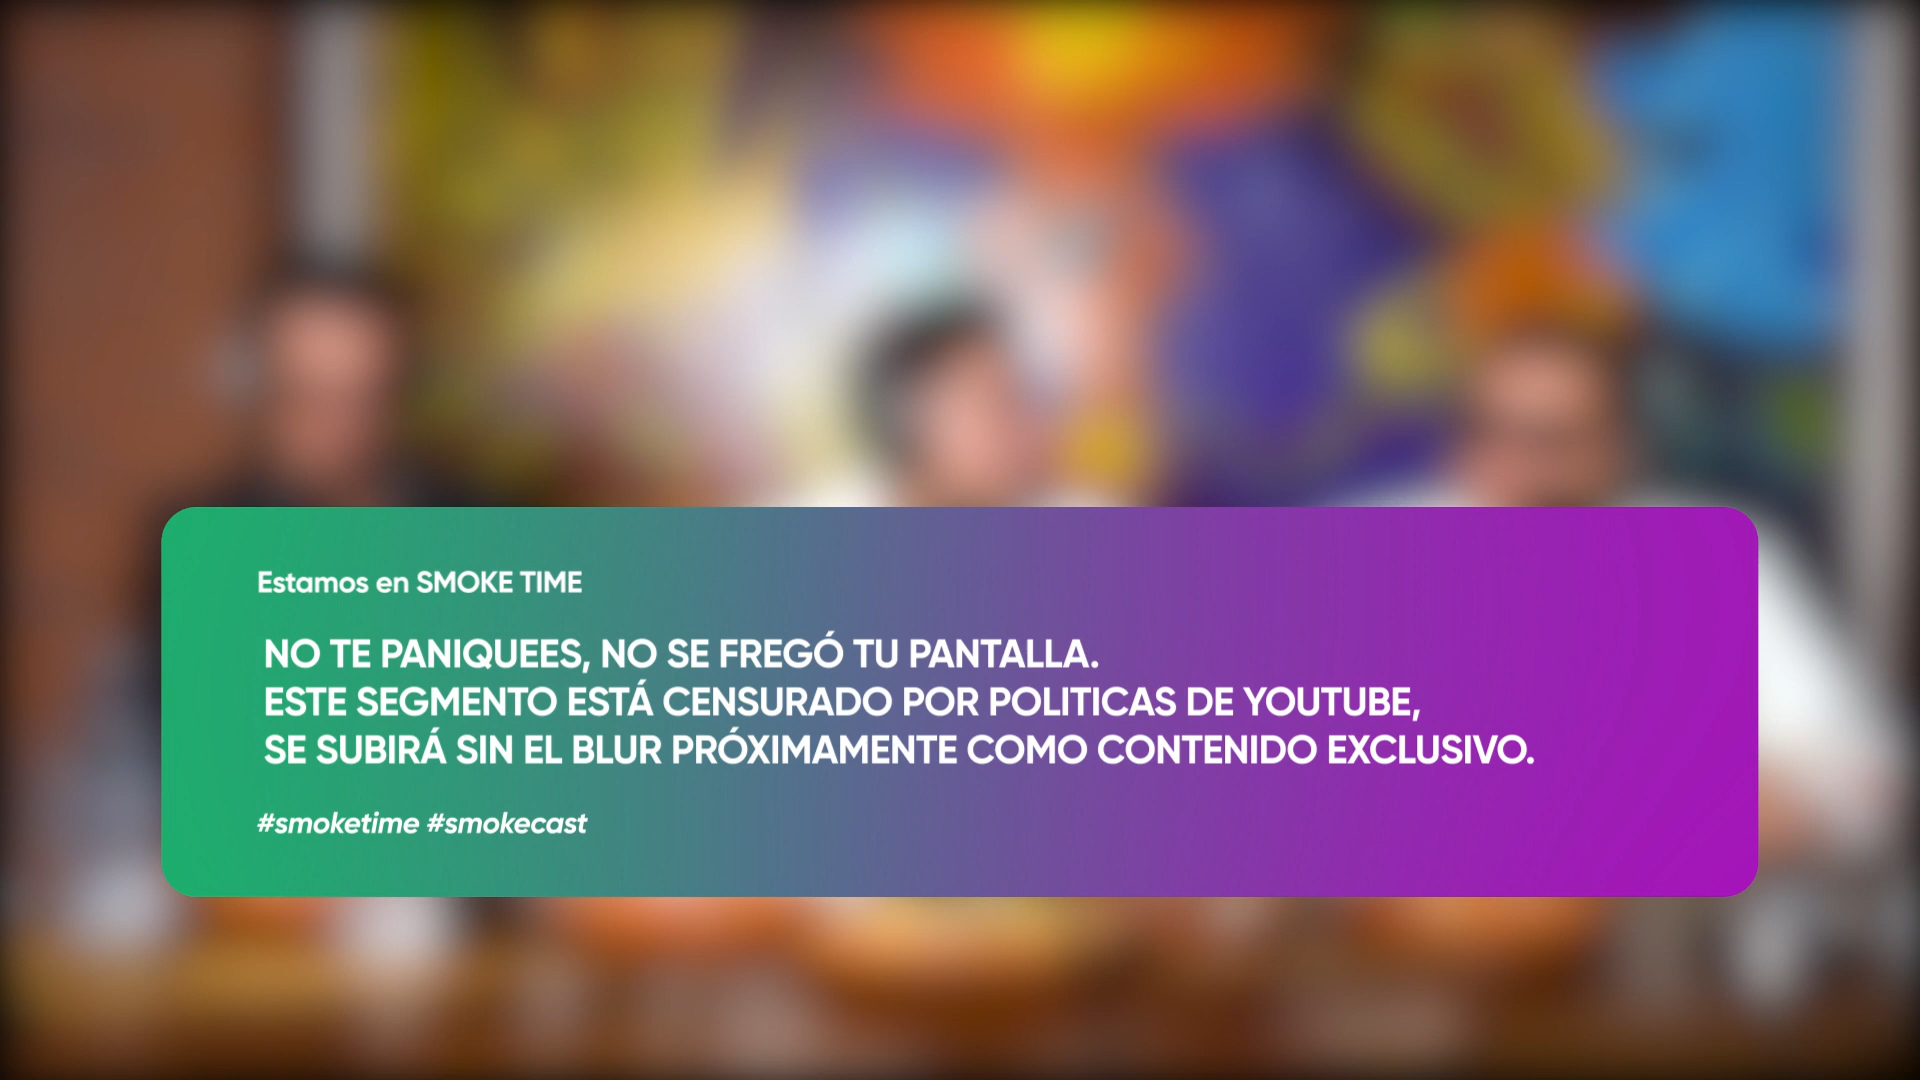 Estamos en SMOKE TIME
NO TE PANIQUEES, NO SE FREGÓ TU PANTALLA.
ESTE SEGMENTO ESTÁ CENSURADO POR POLITICAS DE YOUTUBE,
SE SUBIRÁ SIN EL BLUR PRÓXIMAMENTE COMO CONTENIDO EXCLUSIVO.
#smoketime #smokecast